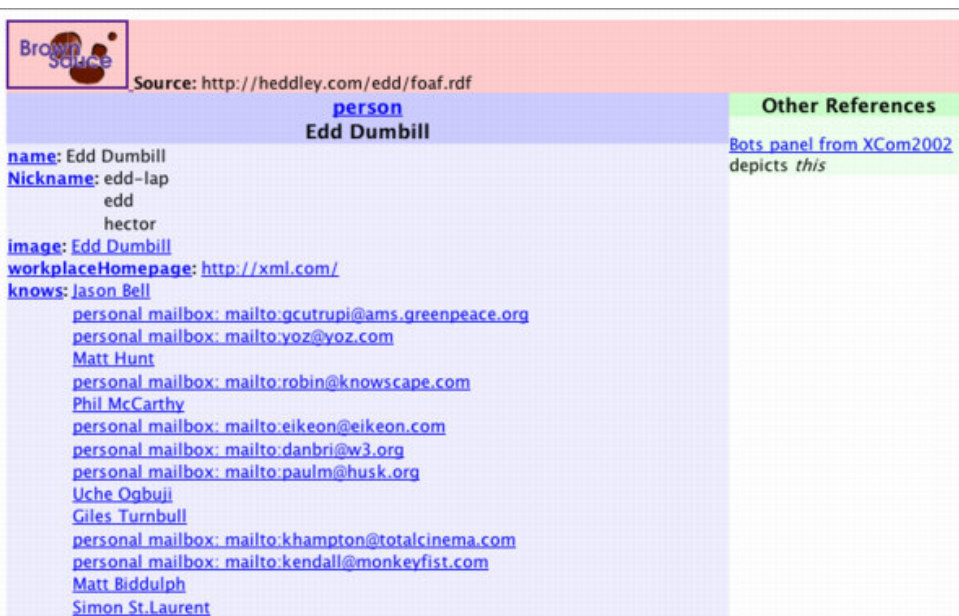 Brown
Sauce
Source: http://heddley.com/edd/foaf.rdf
person
Edd Dumbill
name: Edd Dumbill
Nickname: edd-lap
edd
hector
image: Edd Dumbill
workplaceHomepage: http://xml.com/
knows: Jason Bell
personal mailbox: mailto:gcutrupi@ams.greenpeace.org
personal mailbox: mailto:yoz@yoz.com
Matt Hunt
personal mailbox: mailto:robin@knowscape.com
Phil McCarthy
personal mailbox: mailto:eikeon@eikeon.com
personal mailbox: mailto:danbri@w3.org
personal mailbox: mailto:paulm@husk.org
Uche Ogbuji
Giles Turnbull
personal mailbox: mailto:khampton@totalcinema.com
personal mailbox: mailto:kendall@monkeyfist.com
Matt Biddulph
Simon St.Laurent
Other References
Bots panel from XCom2002
depicts this